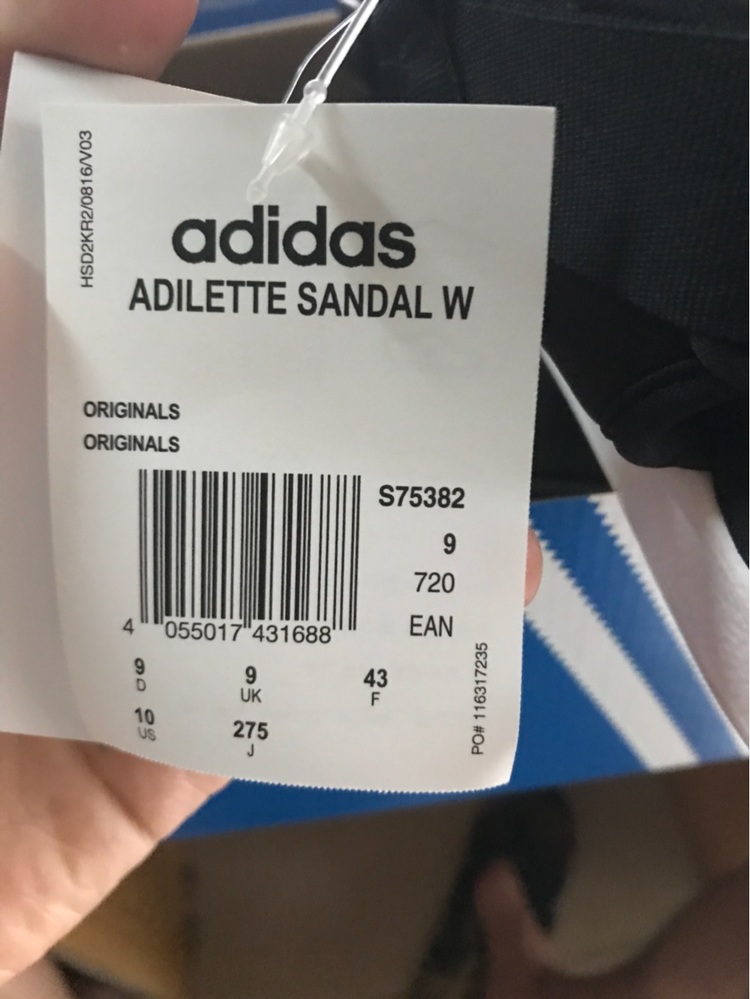 HSD2KR2/0816/V03
adidas
ADILETTE SANDAL W
ORIGINALS
ORIGINALS
S75382
9
720
EAN
4 055017 431688
9 9 43
D UK F
10 275
US J
PO# 116317235